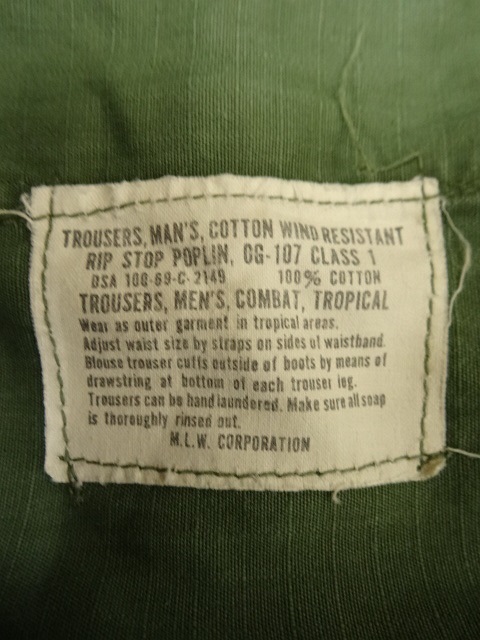 TROUSERS, MAN'S, COTTON WIND RESISTANT
RIP STOP POPLIN, OG-107 CLASS 1
DSA 100-69-C-2149 100% COTTON
TROUSERS, MEN'S, COMBAT, TROPICAL
Wear as outer garment in tropical areas.
Adjust waist size by straps on sides of waistband.
Blouse trouser cuffs outside of boots by means of
drawstring at bottom of each trouser leg.
Trousers can be hand laundered. Make sure all soap
is thoroughly rinsed out.
M.L.W. CORPORATION